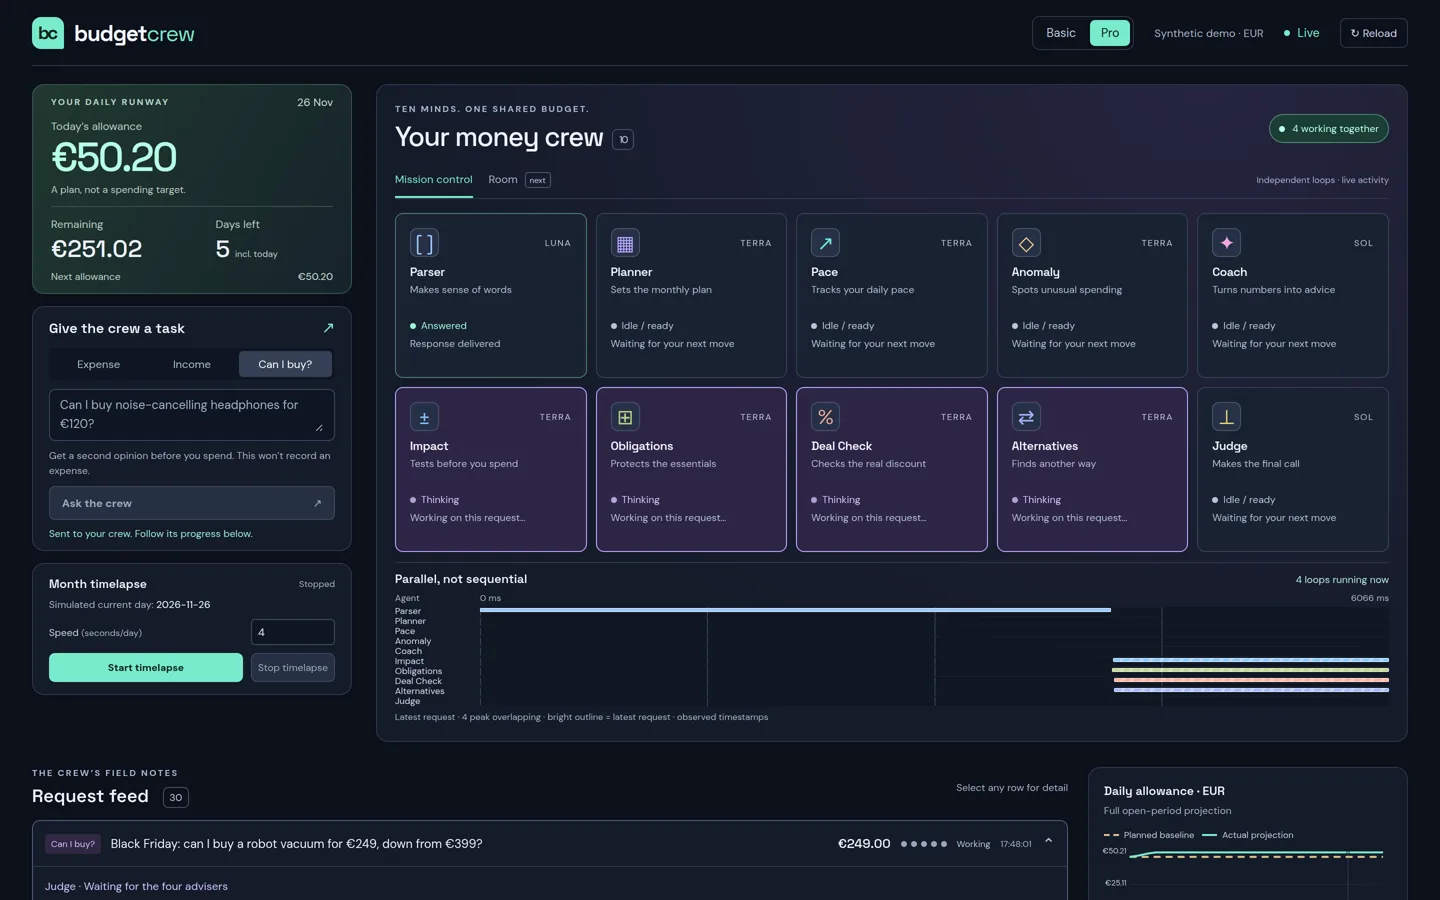 bc budgetcrew
Basic Pro Synthetic demo · EUR Live ↻ Reload
YOUR DAILY RUNWAY 26 Nov
Today's allowance
€50.20
A plan, not a spending target.
Remaining Days left
€251.02 5 incl. today
Next allowance €50.20
Give the crew a task ↗
Expense Income Can I buy?
Can I buy noise-cancelling headphones for
€120?
Get a second opinion before you spend. This won't record an
expense.
Ask the crew ↗
Sent to your crew. Follow its progress below.
Month timelapse Stopped
Simulated current day: 2026-11-26
Speed (seconds/day) 4
Start timelapse Stop timelapse
TEN MINDS. ONE SHARED BUDGET.
Your money crew 10
4 working together
Mission control Room next Independent loops · live activity
[ ] LUNA
Parser
Makes sense of words
Answered
Response delivered
TERRA
Planner
Sets the monthly plan
Idle / ready
Waiting for your next move
↗ TERRA
Pace
Tracks your daily pace
Idle / ready
Waiting for your next move
TERRA
Anomaly
Spots unusual spending
Idle / ready
Waiting for your next move
SOL
Coach
Turns numbers into advice
Idle / ready
Waiting for your next move
± TERRA
Impact
Tests before you spend
Thinking
Working on this request…
TERRA
Obligations
Protects the essentials
Thinking
Working on this request…
% TERRA
Deal Check
Checks the real discount
Thinking
Working on this request…
⇄ TERRA
Alternatives
Finds another way
Thinking
Working on this request…
SOL
Judge
Makes the final call
Idle / ready
Waiting for your next move
Parallel, not sequential 4 loops running now
Agent 0 ms 6066 ms
Parser
Planner
Pace
Anomaly
Coach
Impact
Obligations
Deal Check
Alternatives
Judge
Latest request · 4 peak overlapping · bright outline = latest request · observed timestamps
THE CREW'S FIELD NOTES
Request feed 30 Select any row for detail
Can I buy? Black Friday: can I buy a robot vacuum for €249, down from €399? €249.00 Working 17:48:01
Judge · Waiting for the four advisers
Daily allowance · EUR
Full open-period projection
Planned baseline Actual projection
€50.21
€25.11